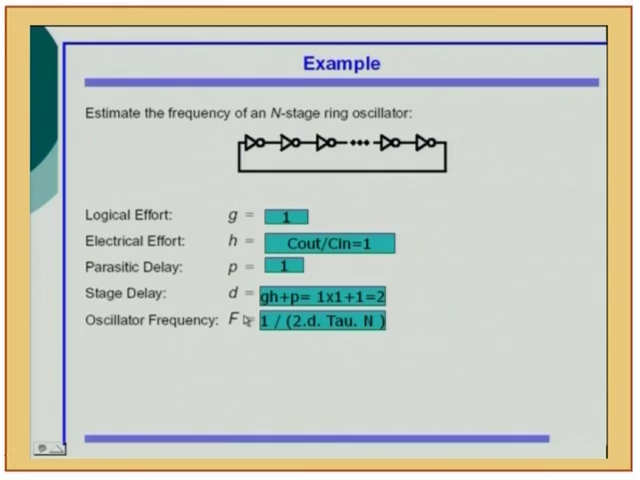 Example
Estimate the frequency of an N-stage ring oscillator:
Logical Effort: g = 1
Electrical Effort: h = Cout/Cin=1
Parasitic Delay: p = 1
Stage Delay: d = gh+p= 1x1+1=2
Oscillator Frequency: F = 1 / (2.d. Tau. N )